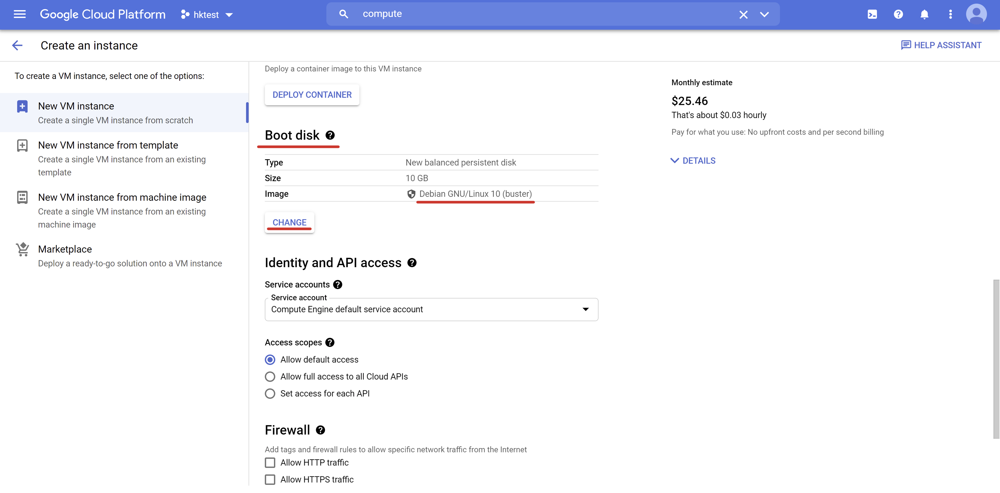 Google Cloud Platform
hktest
compute
Create an instance
HELP ASSISTANT
To create a VM instance, select one of the options:
New VM instance
Create a single VM instance from scratch
New VM instance from template
Create a single VM instance from an existing
template
New VM instance from machine image
Create a single VM instance from an existing
machine image
Marketplace
Deploy a ready-to-go solution onto a VM instance
Deploy a container image to this VM instance
DEPLOY CONTAINER
Boot disk
Type New balanced persistent disk
Size 10 GB
Image Debian GNU/Linux 10 (buster)
CHANGE
Identity and API access
Service accounts
Service account
Compute Engine default service account
Access scopes
Allow default access
Allow full access to all Cloud APIs
Set access for each API
Firewall
Add tags and firewall rules to allow specific network traffic from the Internet
Allow HTTP traffic
Allow HTTPS traffic
Monthly estimate
$25.46
That's about $0.03 hourly
Pay for what you use: No upfront costs and per second billing
DETAILS